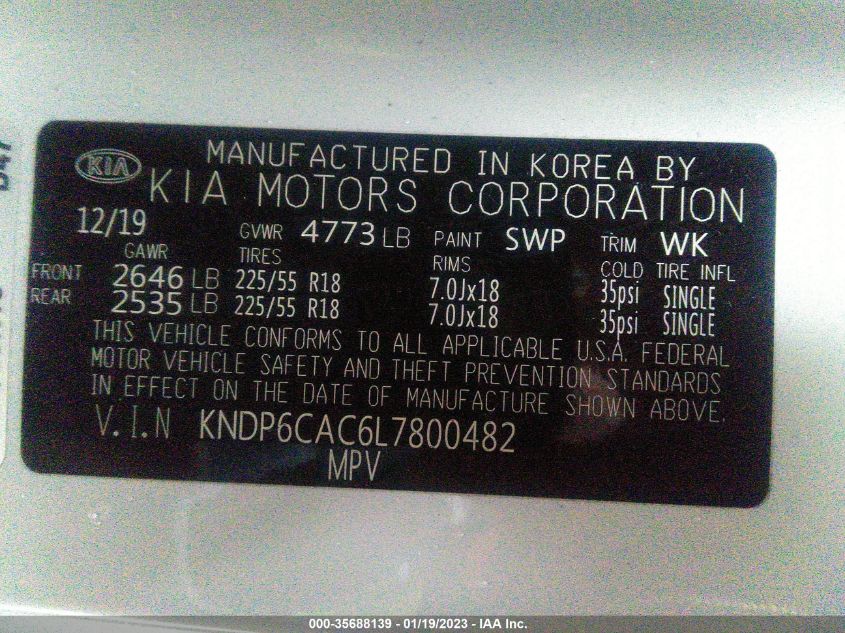 KIA
MANUFACTURED IN KOREA BY
KIA MOTORS CORPORATION
12/19 GVWR 4773 LB PAINT SWP TRIM WK
GAWR TIRES RIMS COLD TIRE INFL
FRONT 2646 LB 225/55 R18 7.0Jx18 35psi SINGLE
REAR 2535 LB 225/55 R18 7.0Jx18 35psi SINGLE
THIS VEHICLE CONFORMS TO ALL APPLICABLE U.S.A. FEDERAL
MOTOR VEHICLE SAFETY AND THEFT PREVENTION STANDARDS
IN EFFECT ON THE DATE OF MANUFACTURE SHOWN ABOVE.
V.I.N KNDP6CAC6L7800482
MPV
000-35688139 - 01/19/2023 - IAA Inc.